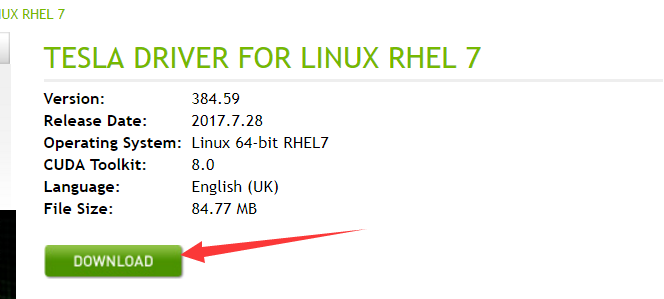 UX RHEL 7
TESLA DRIVER FOR LINUX RHEL 7
Version: 384.59
Release Date: 2017.7.28
Operating System: Linux 64-bit RHEL7
CUDA Toolkit: 8.0
Language: English (UK)
File Size: 84.77 MB
DOWNLOAD